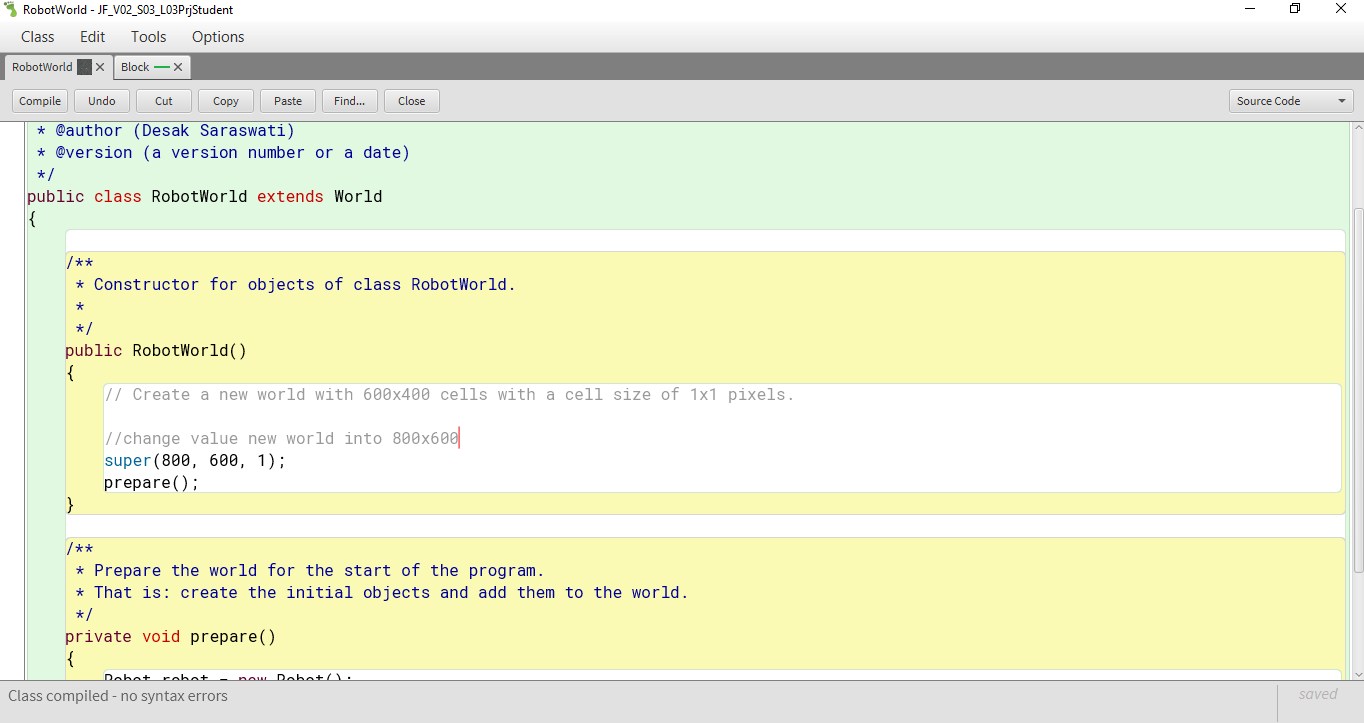 RobotWorld - JF_V02_S03_L03PrjStudent
Class Edit Tools Options
RobotWorld Block
Compile Undo Cut Copy Paste Find... Close Source Code
* @author (Desak Saraswati)
* @version (a version number or a date)
*/
public class RobotWorld extends World
{
/**
* Constructor for objects of class RobotWorld.
*
*/
public RobotWorld()
{
// Create a new world with 600x400 cells with a cell size of 1x1 pixels.
//change value new world into 800x600
super(800, 600, 1);
prepare();
}
/**
* Prepare the world for the start of the program.
* That is: create the initial objects and add them to the world.
*/
private void prepare()
{
Robot robot = new Robot();
Class compiled - no syntax errors
saved